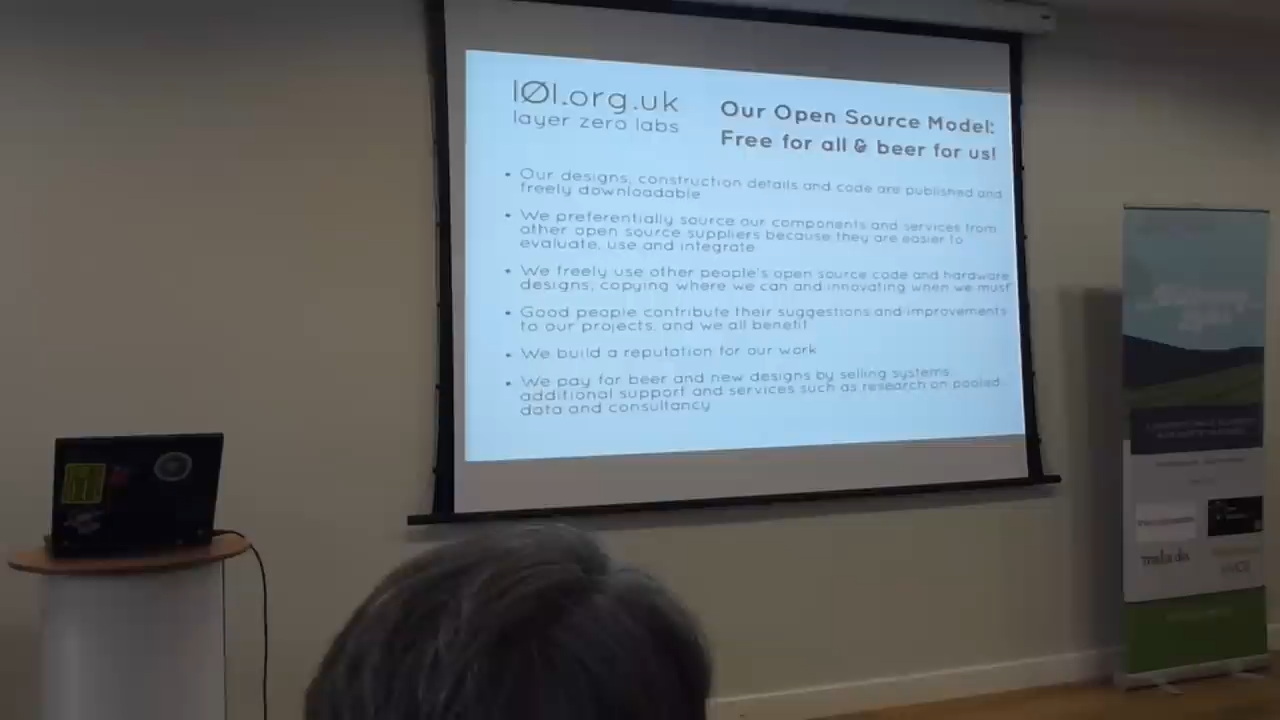 lØl.org.uk
layer zero labs
Our Open Source Model:
Free for all & beer for us!
• Our designs, construction details and code are published and
freely downloadable
• We preferentially source our components and services from
other open source suppliers because they are easier to
evaluate, use and integrate
• We freely use other people's open source code and hardware
designs, copying where we can and innovating when we must
• Good people contribute their suggestions and improvements
to our projects, and we all benefit
• We build a reputation for our work
• We pay for beer and new designs by selling systems,
additional support and services such as research on pooled
data and consultancy